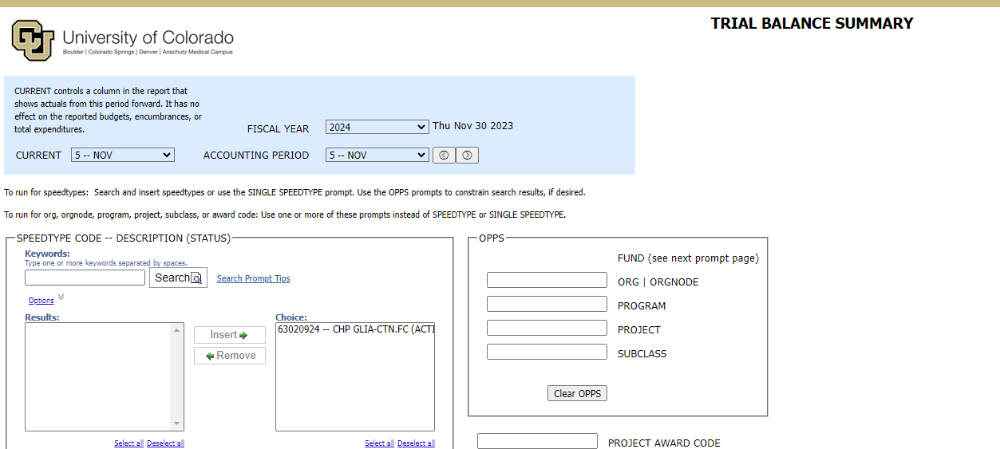 TRIAL BALANCE SUMMARY
CU
University of Colorado
Boulder | Colorado Springs | Denver | Anschutz Medical Campus
CURRENT controls a column in the report that
shows actuals from this period forward. It has no
effect on the reported budgets, encumbrances, or
total expenditures.
FISCAL YEAR 2024 Thu Nov 30 2023
CURRENT 5 -- NOV ACCOUNTING PERIOD 5 -- NOV
To run for speedtypes: Search and insert speedtypes or use the SINGLE SPEEDTYPE prompt. Use the OPPS prompts to constrain search results, if desired.
To run for org, orgnode, program, project, subclass, or award code: Use one or more of these prompts instead of SPEEDTYPE or SINGLE SPEEDTYPE.
SPEEDTYPE CODE -- DESCRIPTION (STATUS)
Keywords:
Type one or more keywords separated by spaces.
Search Search Prompt Tips
Options
Results:
Insert
Remove
Choice:
63020924 -- CHP GLIA-CTN.FC (ACTI
Select all Deselect all
Select all Deselect all
OPPS
FUND (see next prompt page)
ORG | ORGNODE
PROGRAM
PROJECT
SUBCLASS
Clear OPPS
PROJECT AWARD CODE